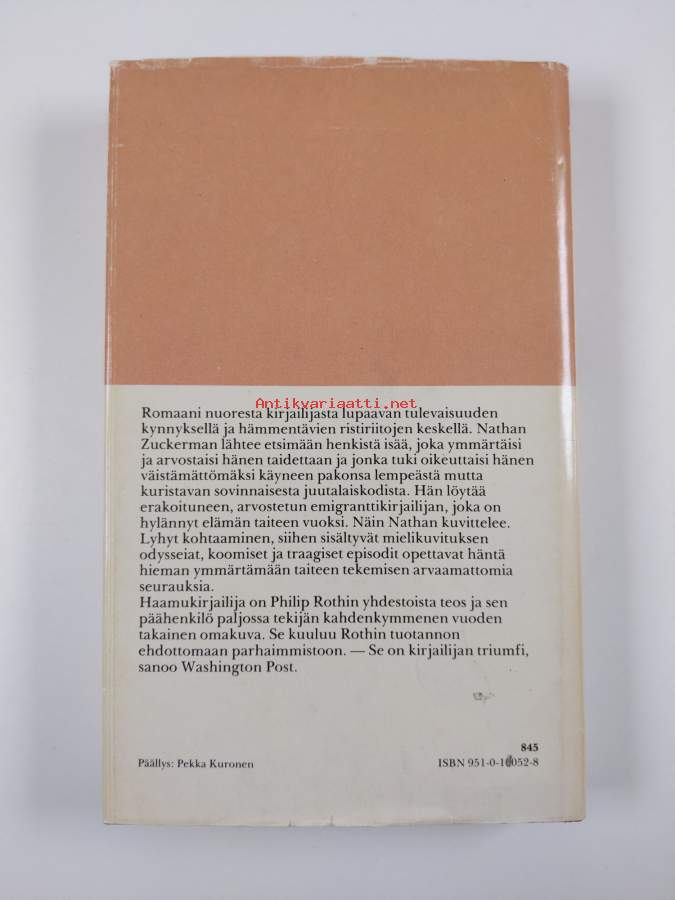 Antikvariaatti.net
Romaani nuoresta kirjailijasta lupaavan tulevaisuuden
kynnyksellä ja hämmentävien ristiriitojen keskellä. Nathan
Zuckerman lähtee etsimään henkistä isää, joka ymmärtäisi
ja arvostaisi hänen taidettaan ja jonka tuki oikeuttaisi hänen
väistämättömäksi käyneen pakonsa lempeästä mutta
kuristavan sovinnaisesta juutalaiskodista. Hän löytää
erakoituneen, arvostetun emigranttikirjailijan, joka on
hylännyt elämän taiteen vuoksi. Näin Nathan kuvittelee.
Lyhyt kohtaaminen, siihen sisältyvät mielikuvituksen
odysseiat, koomiset ja traagiset episodit opettavat häntä
hieman ymmärtämään taiteen tekemisen arvaamattomia
seurauksia.
Haamukirjailija on Philip Rothin yhdestoista teos ja sen
päähenkilö paljossa tekijän kahdenkymmenen vuoden
takainen omakuva. Se kuuluu Rothin tuotannon
ehdottomaan parhaimmistoon. — Se on kirjailijan triumfi,
sanoo Washington Post.
845
Päällys: Pekka Kuronen
ISBN